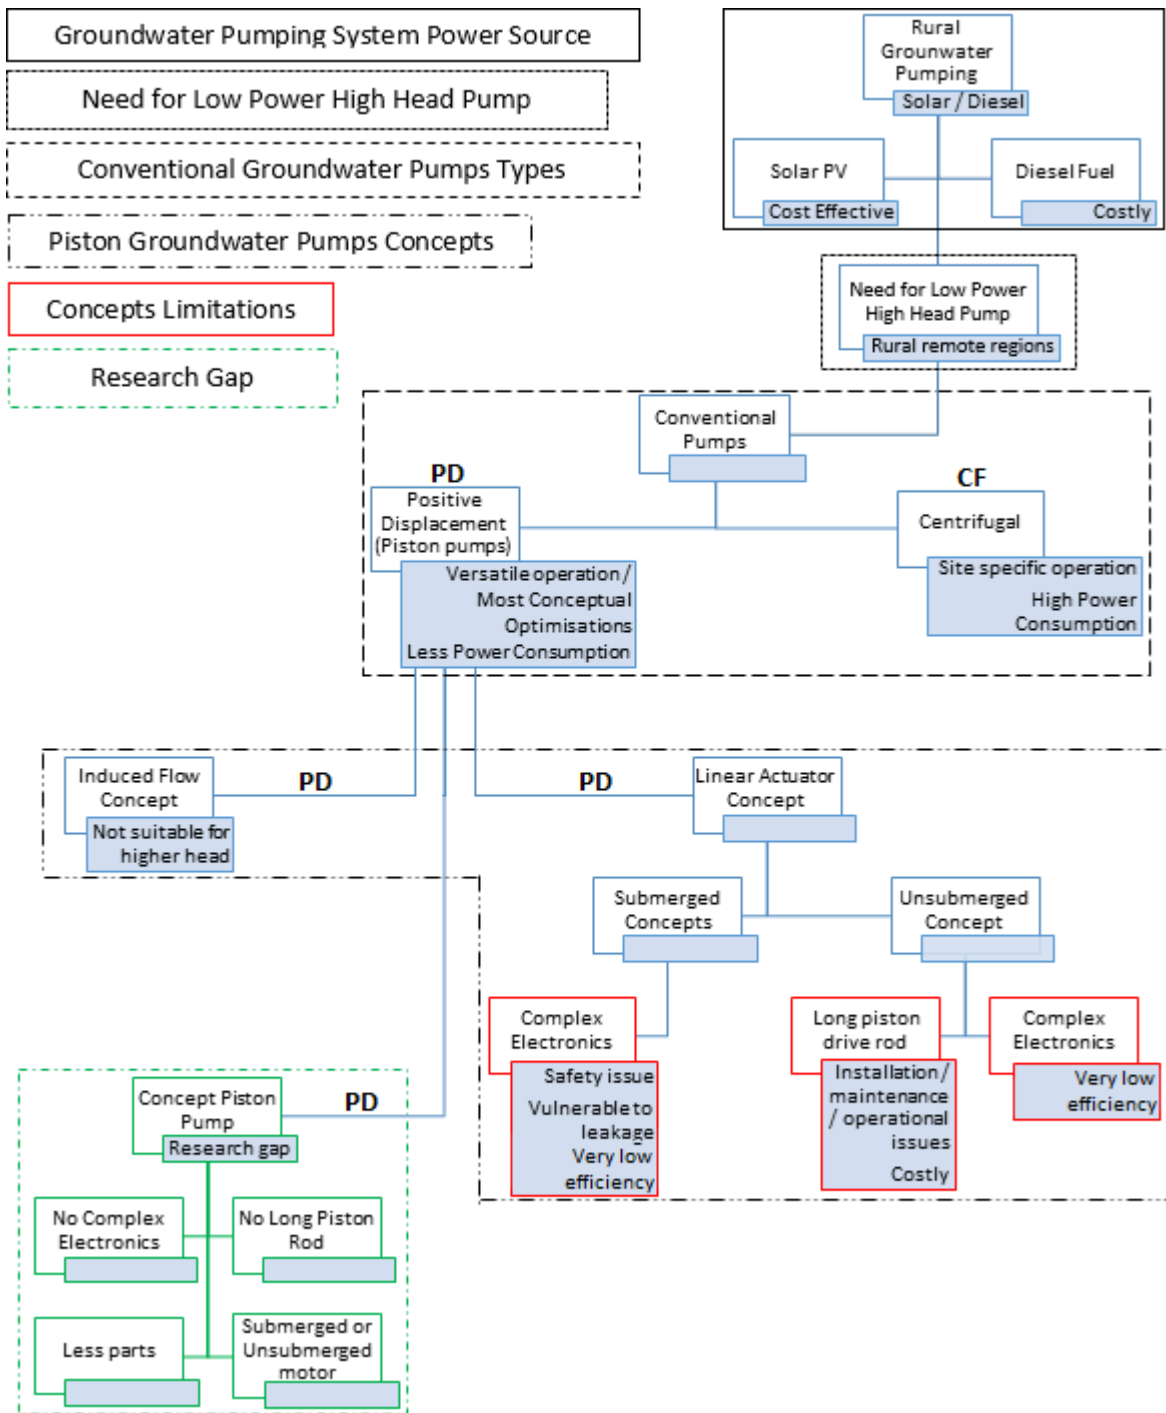 Groundwater Pumping System Power Source
Need for Low Power High Head Pump
Conventional Groundwater Pumps Types
Piston Groundwater Pumps Concepts
Concepts Limitations
Research Gap
Rural
Grounwater
Pumping
Solar / Diesel
Solar PV
Cost Effective
Diesel Fuel
Costly
Need for Low Power
High Head Pump
Rural remote regions
Conventional
Pumps
PD
Positive
Displacement
(Piston pumps)
Versatile operation /
Most Conceptual
Optimisations
Less Power Consumption
CF
Centrifugal
Site specific operation
High Power
Consumption
Induced Flow
Concept
Not suitable for
higher head
PD
PD
Linear Actuator
Concept
Submerged
Concepts
Unsubmerged
Concept
Complex
Electronics
Safety issue
Vulnerable to
leakage
Very low
efficiency
Long piston
drive rod
Installation /
maintenance
/ operational
issues
Costly
Complex
Electronics
Very low
efficiency
Concept Piston
Pump
Research gap
PD
No Complex
Electronics
No Long Piston
Rod
Less parts
Submerged or
Unsubmerged
motor